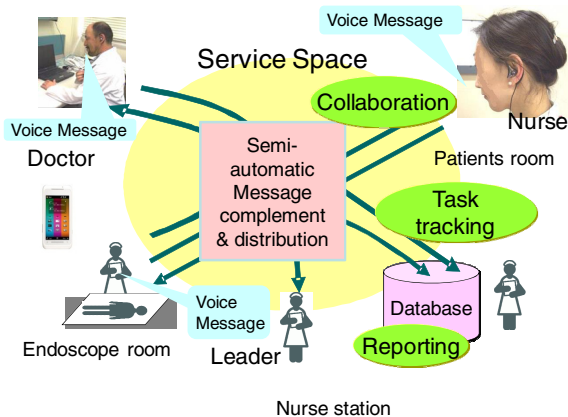 Voice Message
Service Space
Collaboration
Voice Message
Nurse
Doctor
Patients room
Semi-
automatic
Message
complement
& distribution
Task
tracking
Voice
Message
Database
Endoscope room
Leader
Reporting
Nurse station